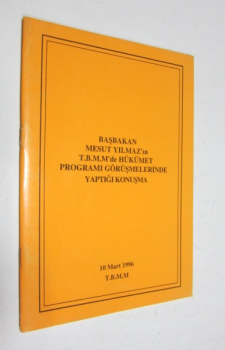 BAŞBAKAN
MESUT YILMAZ'ın
T.B.M.M'de HÜKÜMET
PROGRAMI GÖRÜŞMELERİNDE
YAPTIĞI KONUŞMA
10 Mart 1996
T.B.M.M